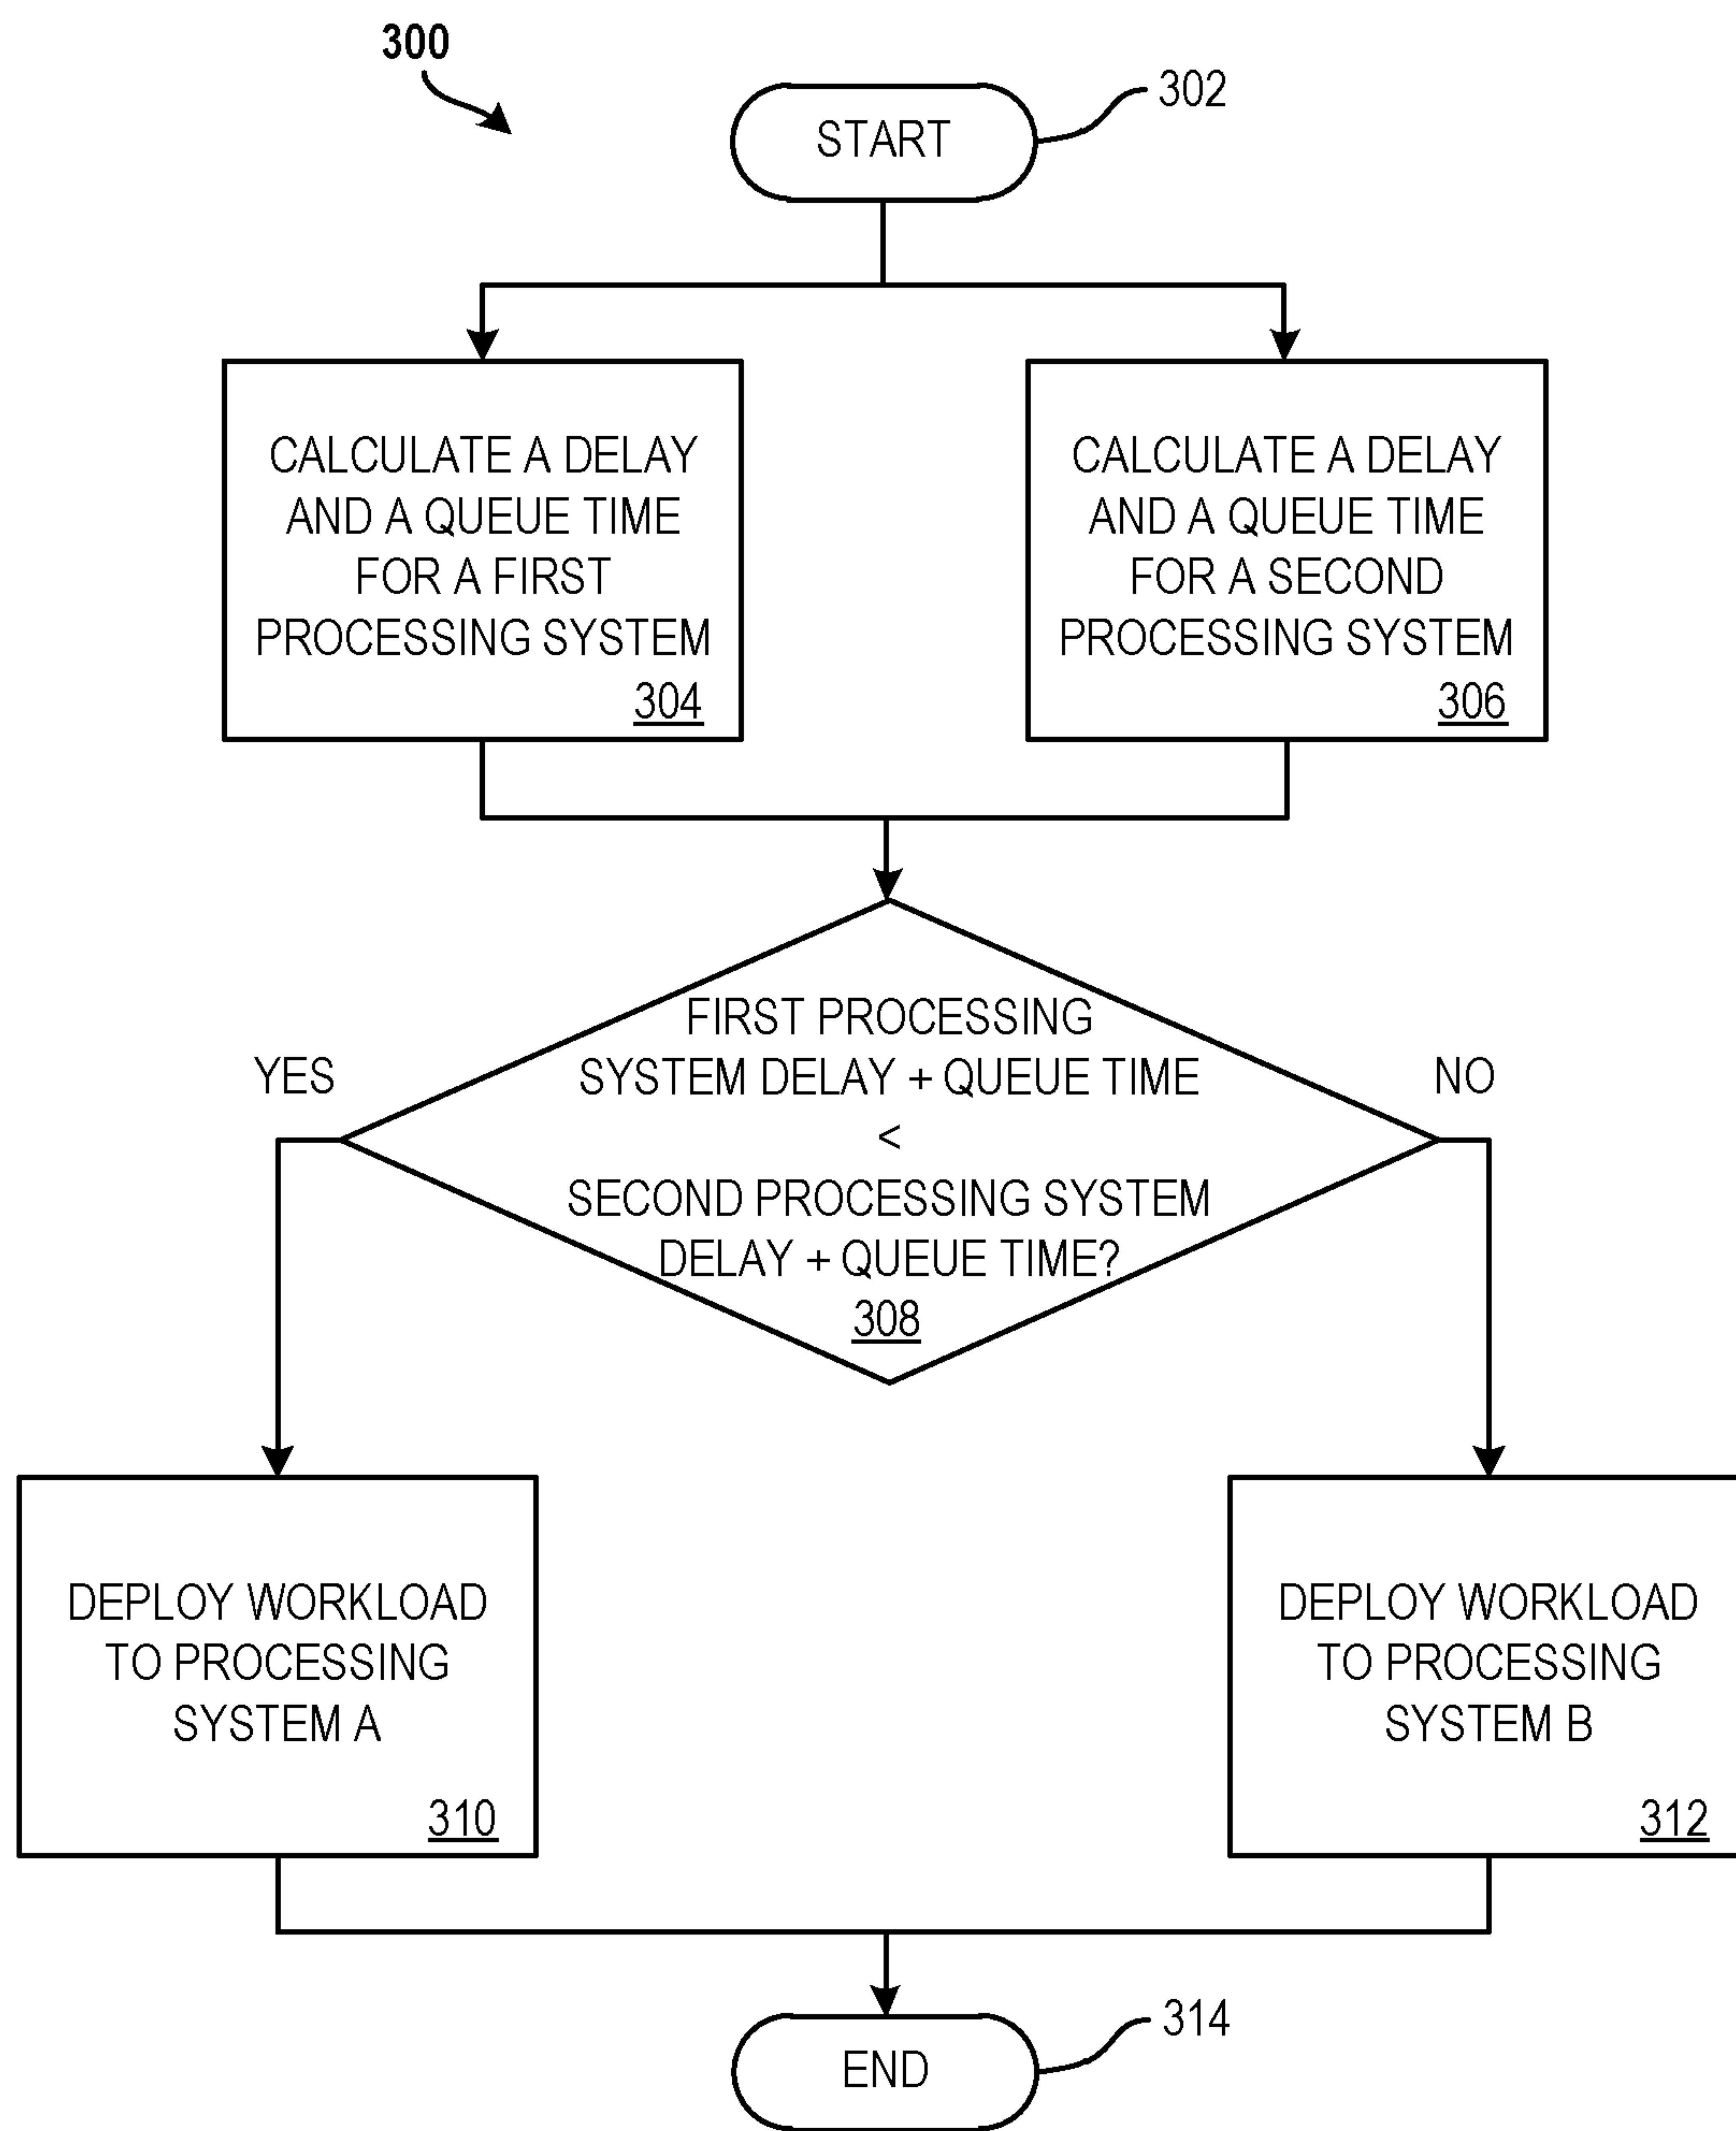 300
302
START
CALCULATE A DELAY
AND A QUEUE TIME
FOR A FIRST
PROCESSING SYSTEM
304
CALCULATE A DELAY
AND A QUEUE TIME
FOR A SECOND
PROCESSING SYSTEM
306
FIRST PROCESSING
SYSTEM DELAY + QUEUE TIME
<
SECOND PROCESSING SYSTEM
DELAY + QUEUE TIME?
308
YES
NO
DEPLOY WORKLOAD
TO PROCESSING
SYSTEM A
310
DEPLOY WORKLOAD
TO PROCESSING
SYSTEM B
312
314
END